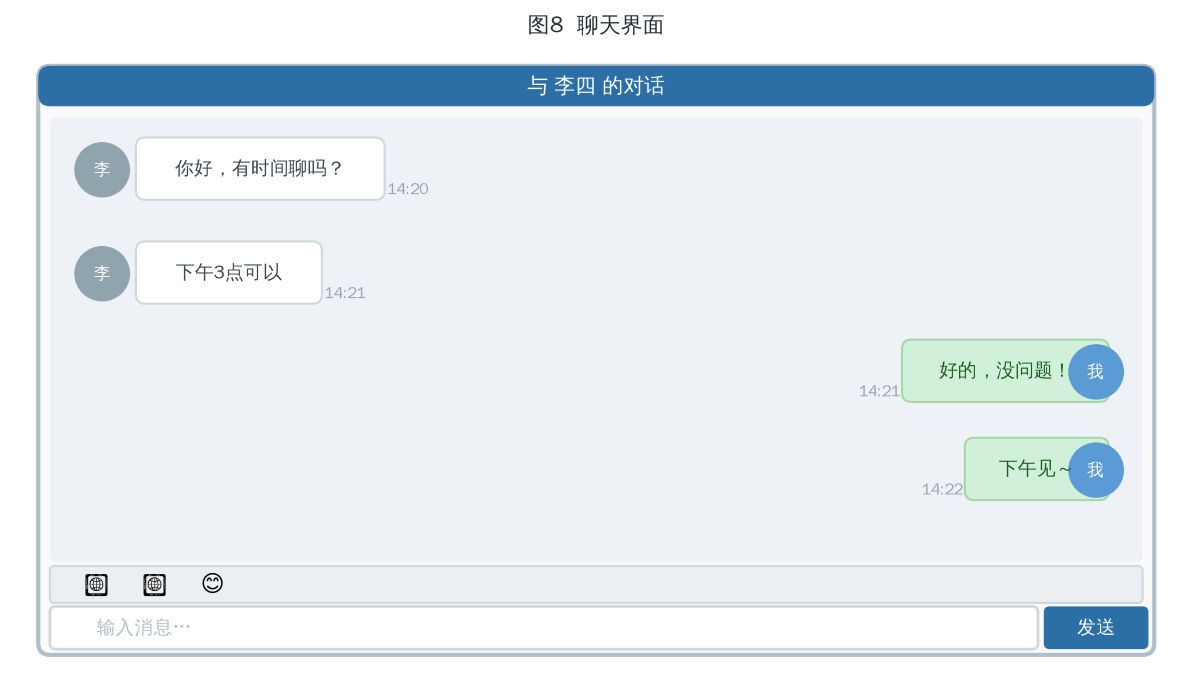 图8 聊天界面
与 李四 的对话
李
你好，有时间聊吗？
14:20
李
下午3点可以
14:21
好的，没问题！
我
14:21
下午见～
我
14:22
😊
输入消息…
发送